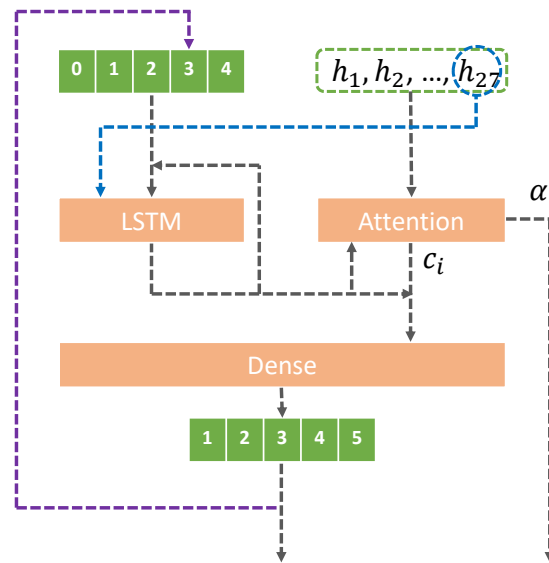 0 1 2 3 4
h₁, h₂, ..., h₂₇
LSTM
Attention
α
cᵢ
Dense
1 2 3 4 5